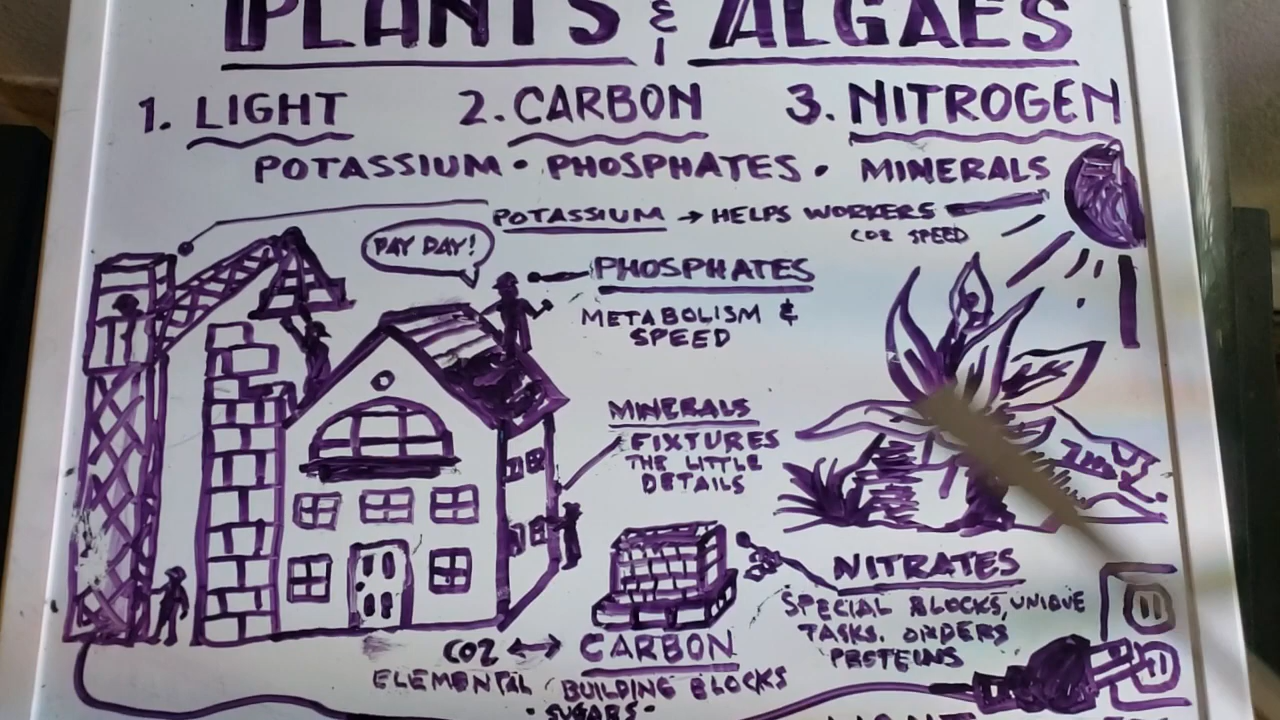 PLANTS & ALGAES
1. LIGHT 2. CARBON 3. NITROGEN
POTASSIUM • PHOSPHATES • MINERALS
POTASSIUM → HELPS WORKERS
CO2 SPEED
PAY DAY!
PHOSPHATES
METABOLISM &
SPEED
MINERALS
FIXTURES
THE LITTLE
DETAILS
NITRATES
SPECIAL BLOCKS, UNIQUE
TASKS.
PROTEINS
CO2 ↔ CARBON
ELEMENTAL BUILDING BLOCKS
• SUGARS •